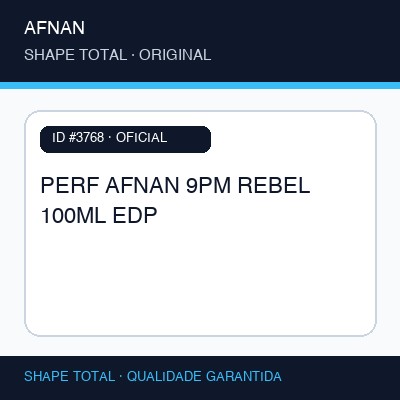 AFNAN
SHAPE TOTAL · ORIGINAL
ID #3768 · OFICIAL
PERF AFNAN 9PM REBEL
100ML EDP
SHAPE TOTAL · QUALIDADE GARANTIDA